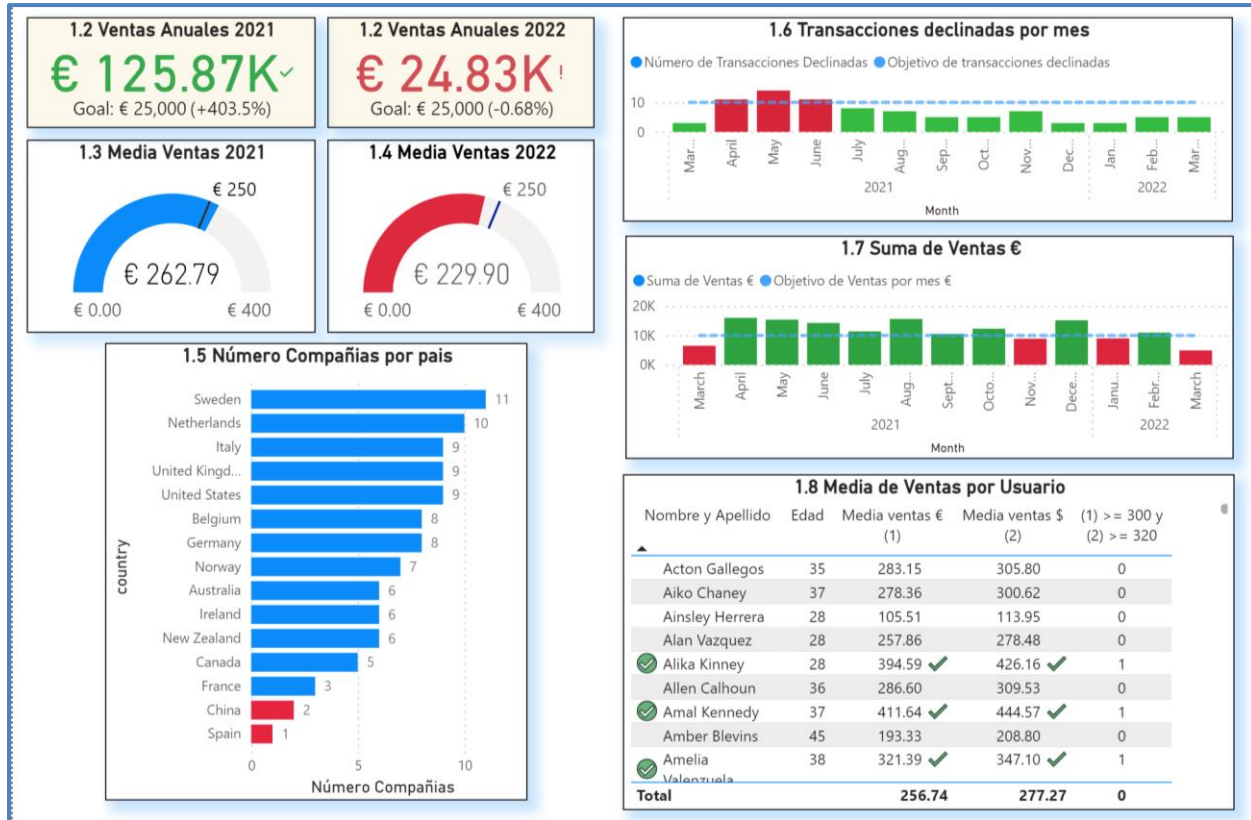 1.2 Ventas Anuales 2021
€ 125.87K
Goal: € 25,000 (+403.5%)
1.2 Ventas Anuales 2022
€ 24.83K!
Goal: € 25,000 (-0.68%)
1.3 Media Ventas 2021
€ 250
€ 262.79
€ 0.00 € 400
1.4 Media Ventas 2022
€ 250
€ 229.90
€ 0.00 € 400
1.5 Número Compañias por pais
country
Sweden 11
Netherlands 10
Italy 9
United Kingd... 9
United States 9
Belgium 8
Germany 8
Norway 7
Australia 6
Ireland 6
New Zealand 6
Canada 5
France 3
China 2
Spain 1
0 5 10
Número Compañías
1.6 Transacciones declinadas por mes
Número de Transacciones Declinadas Objetivo de transacciones declinadas
10
0
Mar... April May June July Aug... Sep... Oct... Nov... Dec... Jan... Feb... Mar...
2021 2022
Month
1.7 Suma de Ventas €
Suma de Ventas € Objetivo de Ventas por mes €
20K
10K
0K
March April May June July Aug... Sept... Octo... Nov... Dece... Janu... Febr... March
2021 2022
Month
1.8 Media de Ventas por Usuario
Nombre y Apellido Edad Media ventas € Media ventas $ (1) >= 300 y
(1) (2) (2) >= 320
Acton Gallegos 35 283.15 305.80 0
Aiko Chaney 37 278.36 300.62 0
Ainsley Herrera 28 105.51 113.95 0
Alan Vazquez 28 257.86 278.48 0
Alika Kinney 28 394.59 426.16 1
Allen Calhoun 36 286.60 309.53 0
Amal Kennedy 37 411.64 444.57 1
Amber Blevins 45 193.33 208.80 0
Amelia 38 321.39 347.10 1
Valenzuela
Total 256.74 277.27 0